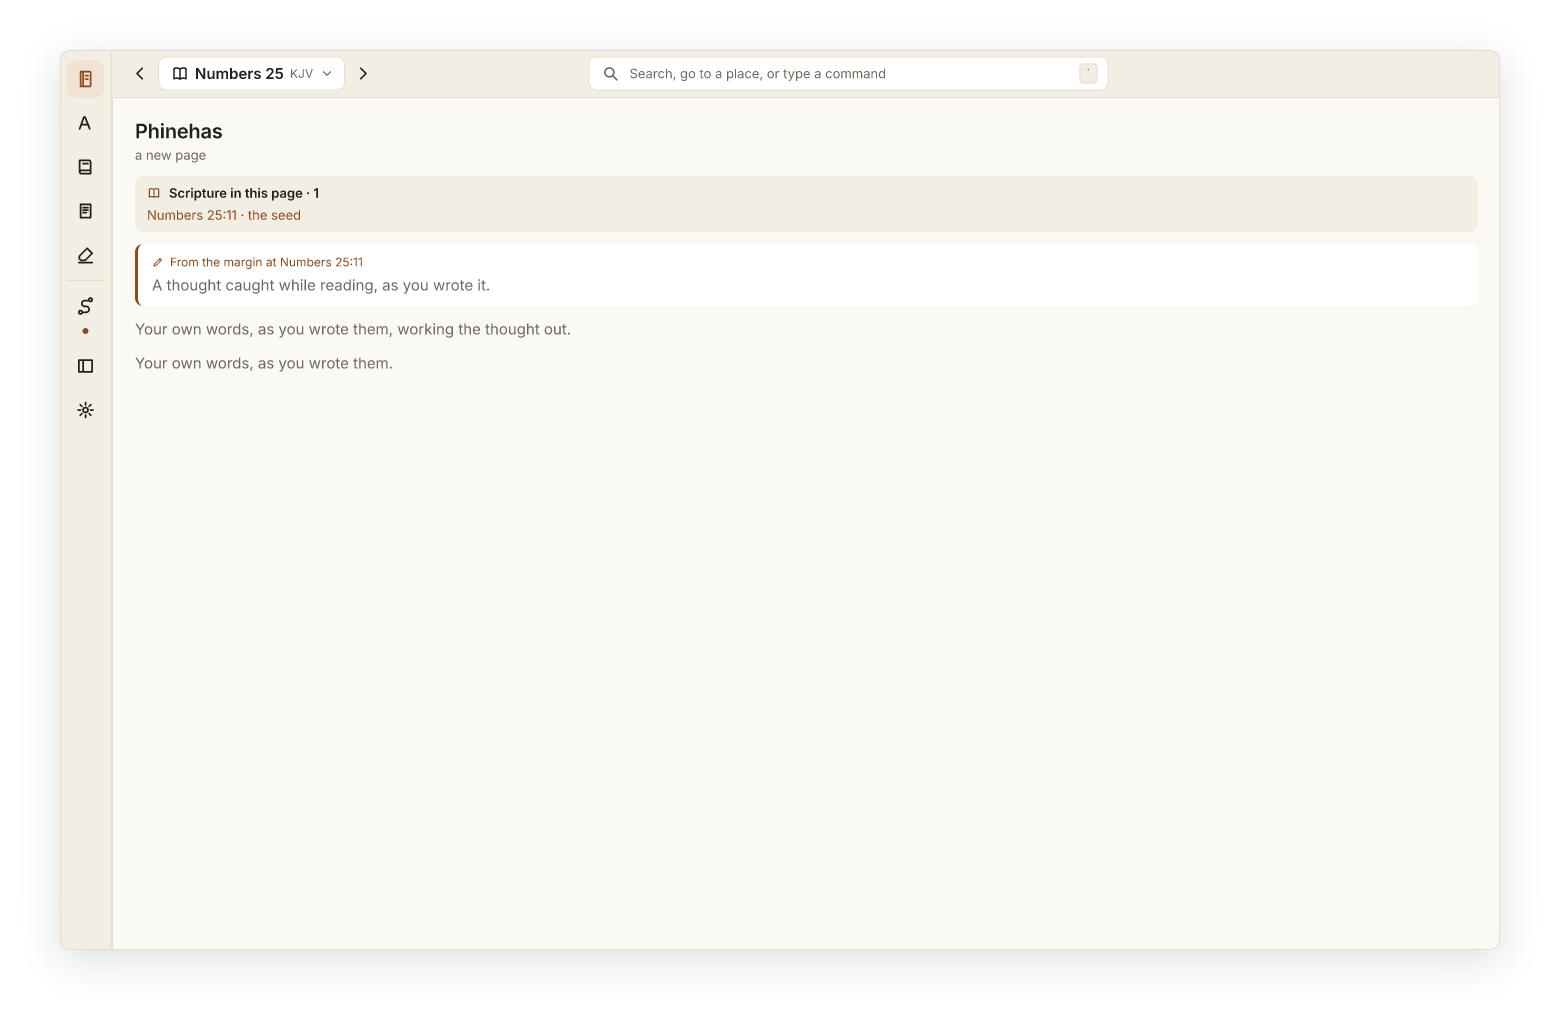 Numbers 25 KJV
Search, go to a place, or type a command
Phinehas
a new page
Scripture in this page · 1
Numbers 25:11 · the seed
From the margin at Numbers 25:11
A thought caught while reading, as you wrote it.
Your own words, as you wrote them, working the thought out.
Your own words, as you wrote them.